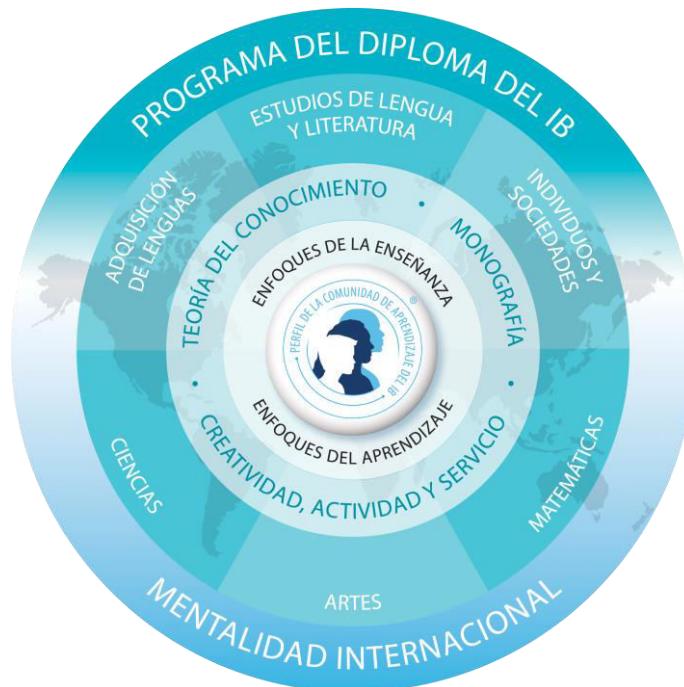 PROGRAMA DEL DIPLOMA DEL IB
ESTUDIOS DE LENGUA
Y LITERATURA
ADQUISICIÓN
DE LENGUAS
INDIVIDUOS Y
SOCIEDADES
TEORÍA DEL CONOCIMIENTO
•
MONOGRAFÍA
•
ENFOQUES DE LA ENSEÑANZA
PERFIL DE LA COMUNIDAD DE APRENDIZAJE DEL IB
®
ENFOQUES DEL APRENDIZAJE
•
CREATIVIDAD, ACTIVIDAD Y SERVICIO
CIENCIAS
MATEMÁTICAS
ARTES
MENTALIDAD INTERNACIONAL